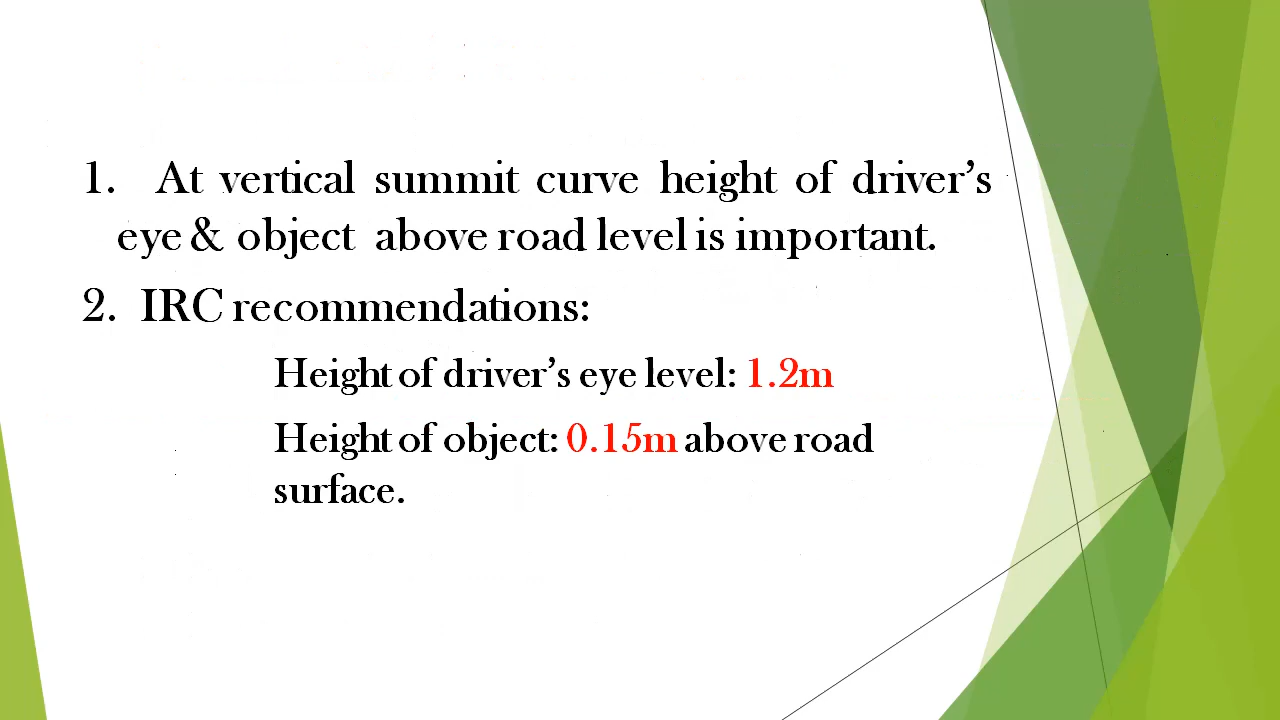 1. At vertical summit curve height of driver's
eye & object above road level is important.
2. IRC recommendations:
Height of driver's eye level: 1.2m
Height of object: 0.15m above road
surface.